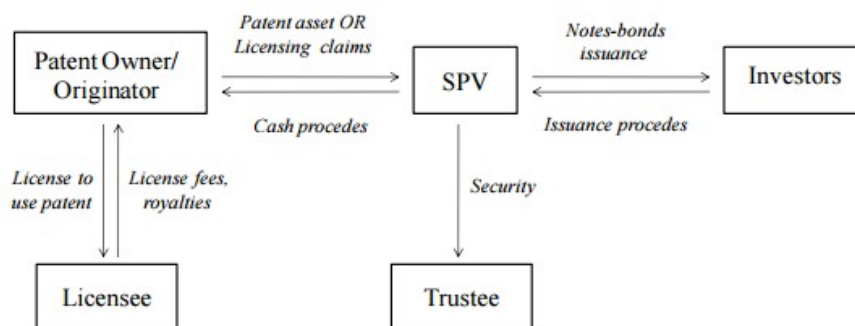 Patent asset OR
Licensing claims
Notes-bonds
issuance
Patent Owner/
Originator
SPV
Investors
Cash procedes
Issuance procedes
License to
use patent
License fees,
royalties
Security
Licensee
Trustee